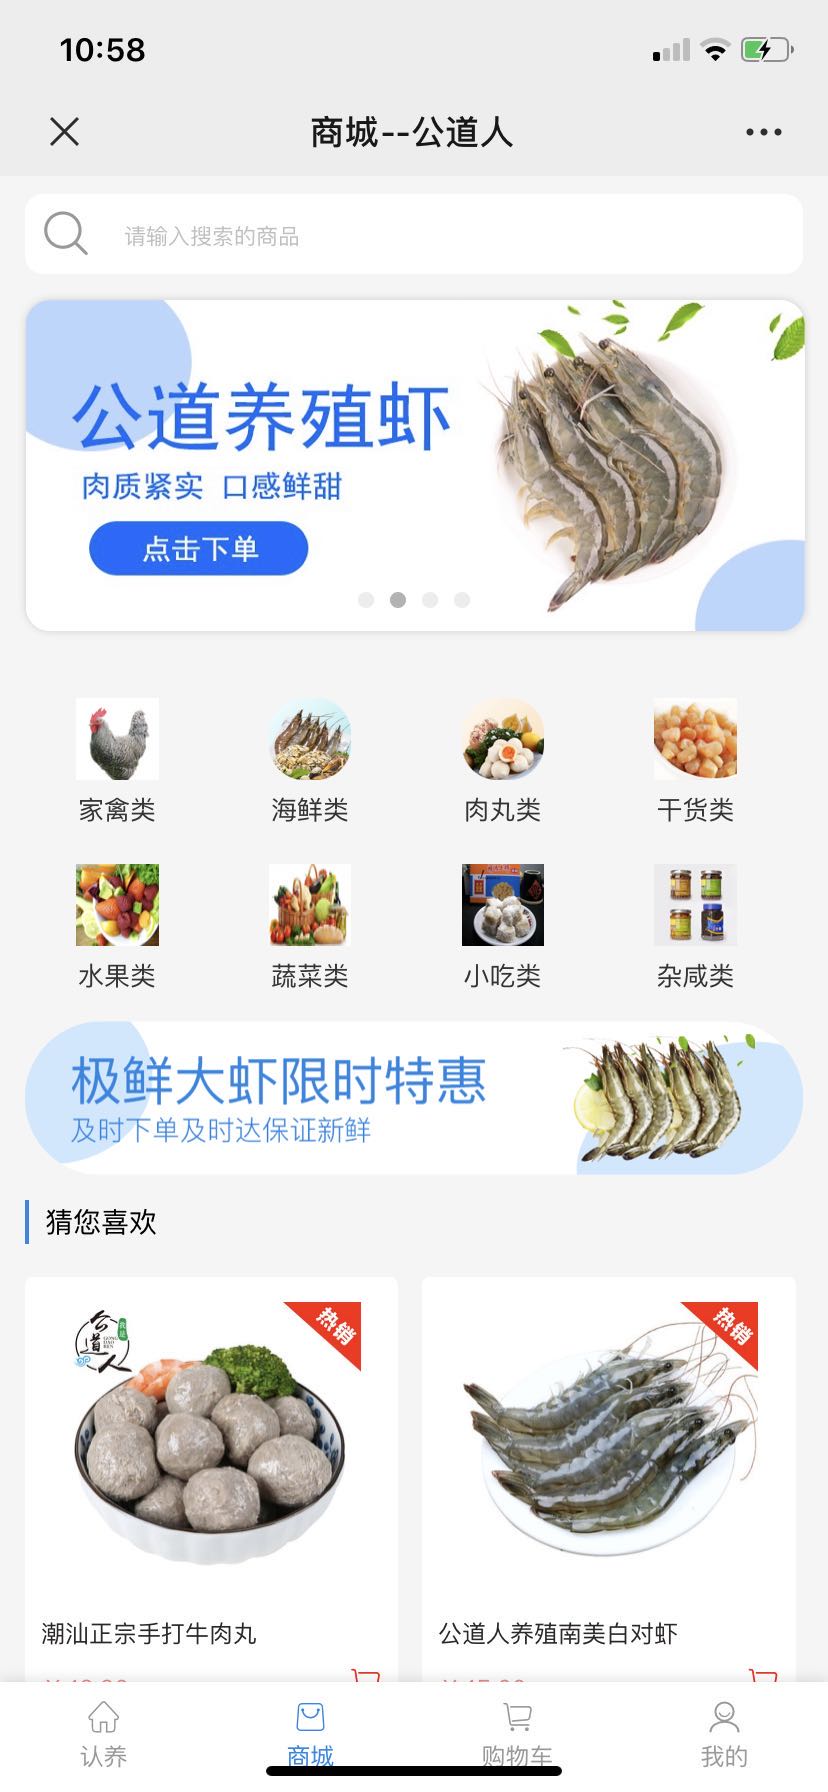 10:58
商城--公道人
请输入搜索的商品
公道养殖虾
肉质紧实 口感鲜甜
点击下单
家禽类
海鲜类
肉丸类
干货类
水果类
蔬菜类
小吃类
杂咸类
极鲜大虾限时特惠
及时下单及时达保证新鲜
猜您喜欢
公道人
我是
热销
热销
潮汕正宗手打牛肉丸
公道人养殖南美白对虾
认养
商城
购物车
我的